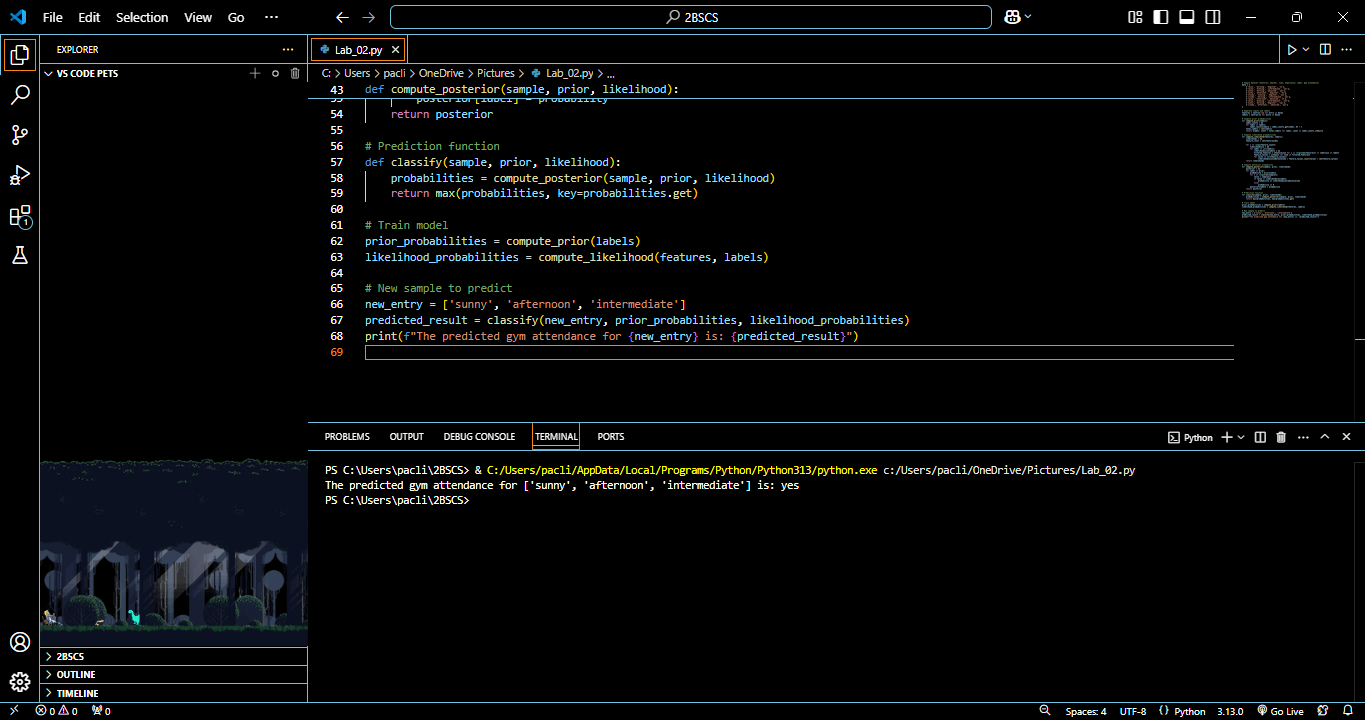 File Edit Selection View Go ··· 2BSCS
EXPLORER ···
VS CODE PETS
Lab_02.py
C: > Users > pacli > OneDrive > Pictures > Lab_02.py > ...
43 def compute_posterior(sample, prior, likelihood):
53 posterior[label] = probability
54 return posterior
55
56 # Prediction function
57 def classify(sample, prior, likelihood):
58 probabilities = compute_posterior(sample, prior, likelihood)
59 return max(probabilities, key=probabilities.get)
60
61 # Train model
62 prior_probabilities = compute_prior(labels)
63 likelihood_probabilities = compute_likelihood(features, labels)
64
65 # New sample to predict
66 new_entry = ['sunny', 'afternoon', 'intermediate']
67 predicted_result = classify(new_entry, prior_probabilities, likelihood_probabilities)
68 print(f"The predicted gym attendance for {new_entry} is: {predicted_result}")
69
1
PROBLEMS OUTPUT DEBUG CONSOLE TERMINAL PORTS Python
PS C:\Users\pacli\2BSCS> & C:/Users/pacli/AppData/Local/Programs/Python/Python313/python.exe c:/Users/pacli/OneDrive/Pictures/Lab_02.py
The predicted gym attendance for ['sunny', 'afternoon', 'intermediate'] is: yes
PS C:\Users\pacli\2BSCS>
2BSCS
OUTLINE
TIMELINE
0 0 0 Spaces: 4 UTF-8 {} Python 3.13.0 Go Live